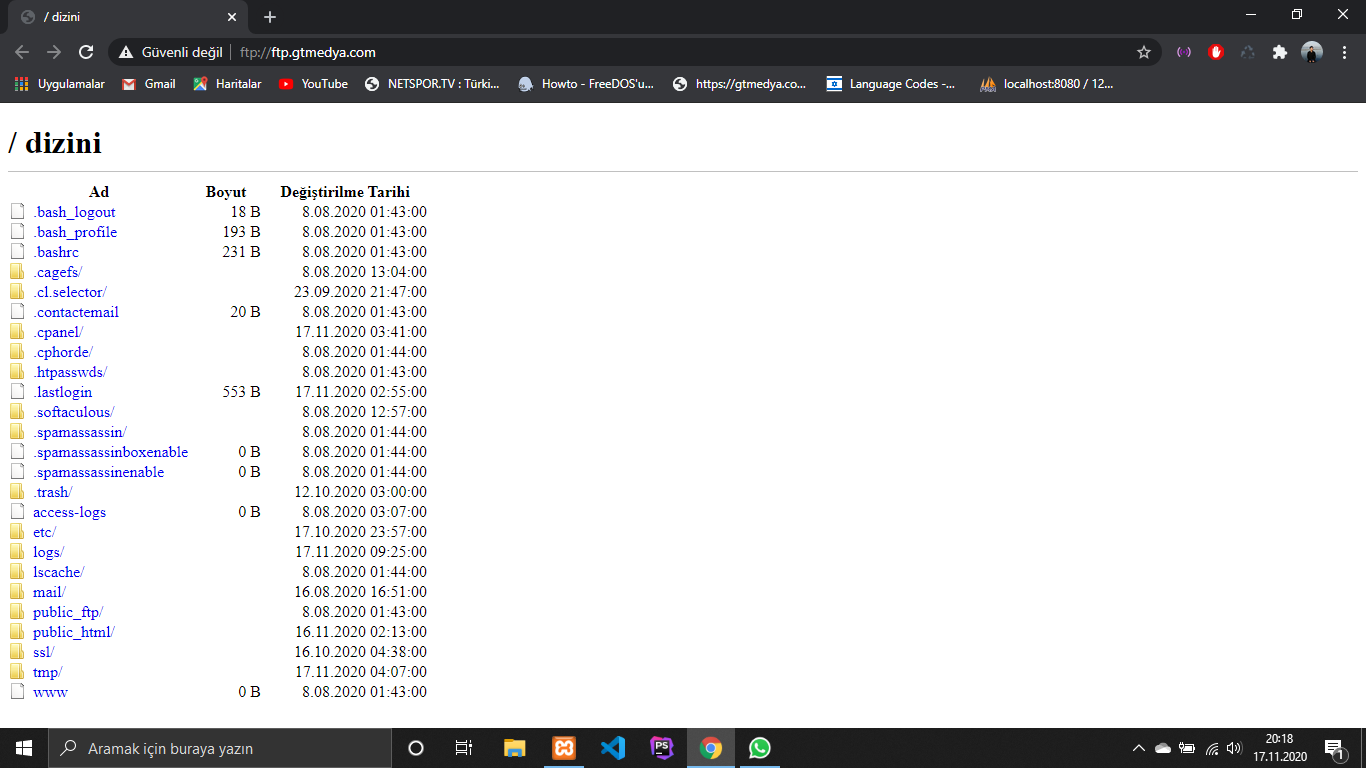 / dizini
Güvenli değil ftp://ftp.gtmedya.com
Uygulamalar Gmail Haritalar YouTube NETSPOR.TV : Türki... Howto - FreeDOS'u... https://gtmedya.co... Language Codes -... localhost:8080 / 12...
/ dizini
Ad Boyut Değiştirilme Tarihi
.bash_logout 18 B 8.08.2020 01:43:00
.bash_profile 193 B 8.08.2020 01:43:00
.bashrc 231 B 8.08.2020 01:43:00
.cagefs/ 8.08.2020 13:04:00
.cl.selector/ 23.09.2020 21:47:00
.contactemail 20 B 8.08.2020 01:43:00
.cpanel/ 17.11.2020 03:41:00
.cphorde/ 8.08.2020 01:44:00
.htpasswds/ 8.08.2020 01:43:00
.lastlogin 553 B 17.11.2020 02:55:00
.softaculous/ 8.08.2020 12:57:00
.spamassassin/ 8.08.2020 01:44:00
.spamassassinboxenable 0 B 8.08.2020 01:44:00
.spamassassinenable 0 B 8.08.2020 01:44:00
.trash/ 12.10.2020 03:00:00
access-logs 0 B 8.08.2020 03:07:00
etc/ 17.10.2020 23:57:00
logs/ 17.11.2020 09:25:00
lscache/ 8.08.2020 01:44:00
mail/ 16.08.2020 16:51:00
public_ftp/ 8.08.2020 01:43:00
public_html/ 16.11.2020 02:13:00
ssl/ 16.10.2020 04:38:00
tmp/ 17.11.2020 04:07:00
www 0 B 8.08.2020 01:43:00
Aramak için buraya yazın
PS
20:18
17.11.2020
1